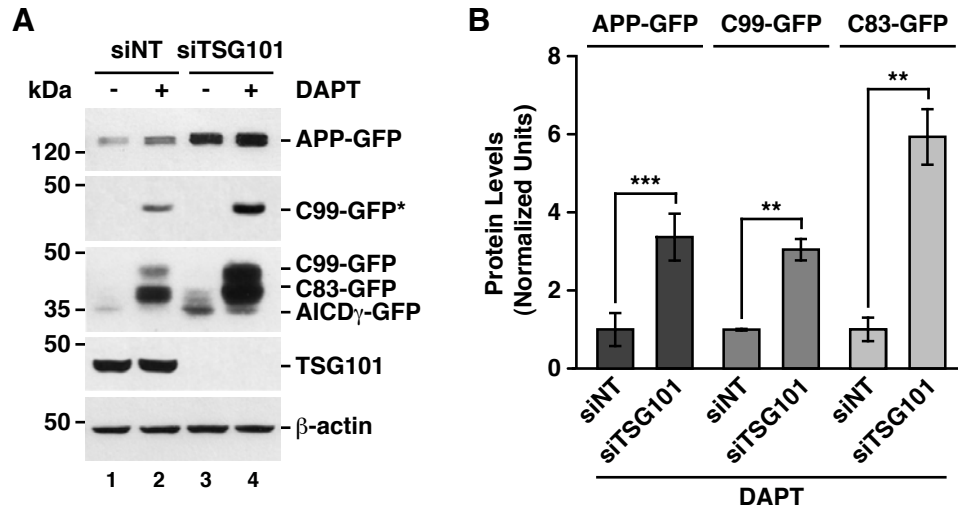 A
siNT siTSG101
kDa - + - + DAPT
120 APP-GFP
50
C99-GFP*
50
C99-GFP
C83-GFP
35 AICDγ-GFP
50
TSG101
50 β-actin
1 2 3 4
B
APP-GFP C99-GFP C83-GFP
Protein Levels
(Normalized Units)
8
6
4
2
0
*** ** **
siNT siTSG101 siNT siTSG101 siNT siTSG101
DAPT